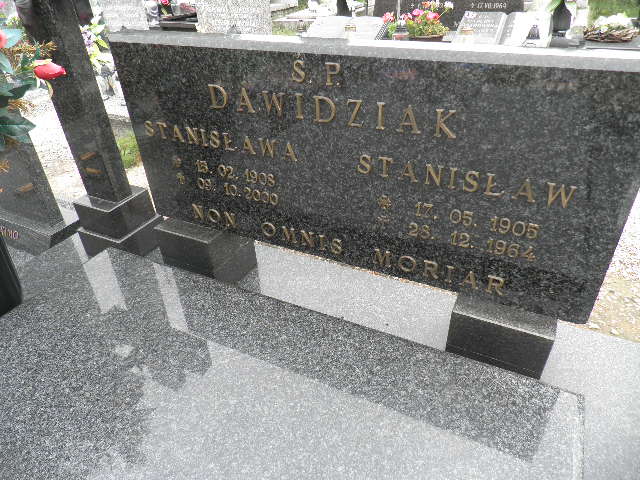 Ś. P.
DAWIDZIAK
STANISŁAWA
* 13. 02. 1908
09. 10. 2000
STANISŁAW
* 17. 05. 1905
28. 12. 1964
NON OMNIS MORIAR